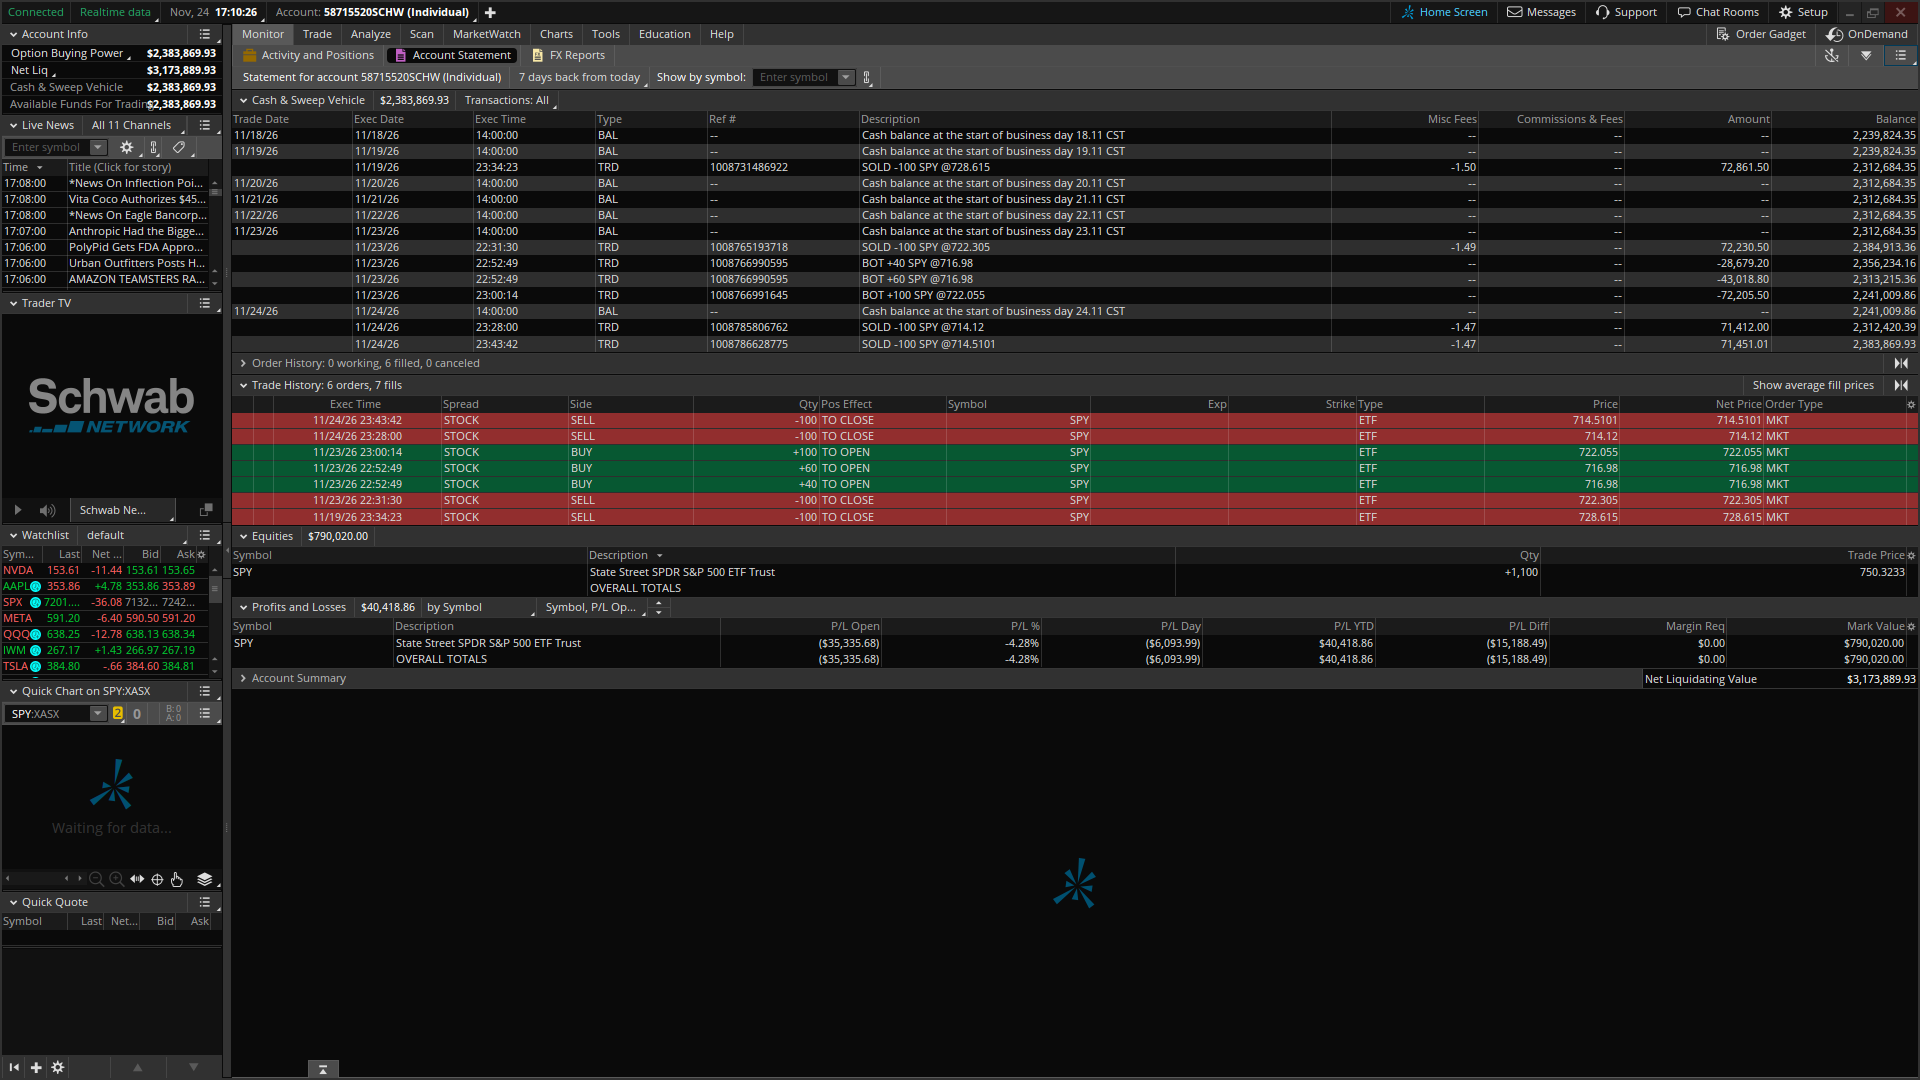 Connected Realtime data Nov, 24 17:10:26 Account: 58715520SCHW (Individual) Home Screen Messages Support Chat Rooms Setup
Account Info
Option Buying Power $2,383,869.93
Net Liq $3,173,889.93
Cash & Sweep Vehicle $2,383,869.93
Available Funds For Trading $2,383,869.93
Live News All 11 Channels
Enter symbol
Time Title (Click for story)
17:08:00 *News On Inflection Poi...
17:08:00 Vita Coco Authorizes $45...
17:08:00 *News On Eagle Bancorp...
17:07:00 Anthropic Had the Bigge...
17:06:00 PolyPid Gets FDA Appro...
17:06:00 Urban Outfitters Posts H...
17:06:00 AMAZON TEAMSTERS RA...
Trader TV
Schwab
NETWORK
Schwab Ne...
Watchlist default
Sym... Last Net ... Bid Ask
NVDA 153.61 -11.44 153.61 153.65
AAPL 353.86 +4.78 353.86 353.89
SPX 7201.... -36.08 7132... 7242...
META 591.20 -6.40 590.50 591.20
QQQ 638.25 -12.78 638.13 638.34
IWM 267.17 +1.43 266.97 267.19
TSLA 384.80 -.66 384.60 384.81
Quick Chart on SPY:XASX
SPY:XASX 2 0 B: 0 A: 0
Waiting for data...
Quick Quote
Symbol Last Net... Bid Ask
Monitor Trade Analyze Scan MarketWatch Charts Tools Education Help Order Gadget OnDemand
Activity and Positions Account Statement FX Reports
Statement for account 58715520SCHW (Individual) 7 days back from today Show by symbol: Enter symbol
Cash & Sweep Vehicle $2,383,869.93 Transactions: All
Trade Date Exec Date Exec Time Type Ref # Description Misc Fees Commissions & Fees Amount Balance
11/18/26 11/18/26 14:00:00 BAL -- Cash balance at the start of business day 18.11 CST -- -- -- 2,239,824.35
11/19/26 11/19/26 14:00:00 BAL -- Cash balance at the start of business day 19.11 CST -- -- -- 2,239,824.35
11/19/26 23:34:23 TRD 1008731486922 SOLD -100 SPY @728.615 -1.50 -- 72,861.50 2,312,684.35
11/20/26 11/20/26 14:00:00 BAL -- Cash balance at the start of business day 20.11 CST -- -- -- 2,312,684.35
11/21/26 11/21/26 14:00:00 BAL -- Cash balance at the start of business day 21.11 CST -- -- -- 2,312,684.35
11/22/26 11/22/26 14:00:00 BAL -- Cash balance at the start of business day 22.11 CST -- -- -- 2,312,684.35
11/23/26 11/23/26 14:00:00 BAL -- Cash balance at the start of business day 23.11 CST -- -- -- 2,312,684.35
11/23/26 22:31:30 TRD 1008765193718 SOLD -100 SPY @722.305 -1.49 -- 72,230.50 2,384,913.36
11/23/26 22:52:49 TRD 1008766990595 BOT +40 SPY @716.98 -- -- -28,679.20 2,356,234.16
11/23/26 22:52:49 TRD 1008766990595 BOT +60 SPY @716.98 -- -- -43,018.80 2,313,215.36
11/23/26 23:00:14 TRD 1008766991645 BOT +100 SPY @722.055 -- -- -72,205.50 2,241,009.86
11/24/26 11/24/26 14:00:00 BAL -- Cash balance at the start of business day 24.11 CST -- -- -- 2,241,009.86
11/24/26 23:28:00 TRD 1008785806762 SOLD -100 SPY @714.12 -1.47 -- 71,412.00 2,312,420.39
11/24/26 23:43:42 TRD 1008786628775 SOLD -100 SPY @714.5101 -1.47 -- 71,451.01 2,383,869.93
Order History: 0 working, 6 filled, 0 canceled
Trade History: 6 orders, 7 fills Show average fill prices
Exec Time Spread Side Qty Pos Effect Symbol Exp Strike Type Price Net Price Order Type
11/24/26 23:43:42 STOCK SELL -100 TO CLOSE SPY ETF 714.5101 714.5101 MKT
11/24/26 23:28:00 STOCK SELL -100 TO CLOSE SPY ETF 714.12 714.12 MKT
11/23/26 23:00:14 STOCK BUY +100 TO OPEN SPY ETF 722.055 722.055 MKT
11/23/26 22:52:49 STOCK BUY +60 TO OPEN SPY ETF 716.98 716.98 MKT
11/23/26 22:52:49 STOCK BUY +40 TO OPEN SPY ETF 716.98 716.98 MKT
11/23/26 22:31:30 STOCK SELL -100 TO CLOSE SPY ETF 722.305 722.305 MKT
11/19/26 23:34:23 STOCK SELL -100 TO CLOSE SPY ETF 728.615 728.615 MKT
Equities $790,020.00
Symbol Description Qty Trade Price
SPY State Street SPDR S&P 500 ETF Trust +1,100 750.3233
OVERALL TOTALS
Profits and Losses $40,418.86 by Symbol Symbol, P/L Op...
Symbol Description P/L Open P/L % P/L Day P/L YTD P/L Diff Margin Req Mark Value
SPY State Street SPDR S&P 500 ETF Trust ($35,335.68) -4.28% ($6,093.99) $40,418.86 ($15,188.49) $0.00 $790,020.00
OVERALL TOTALS ($35,335.68) -4.28% ($6,093.99) $40,418.86 ($15,188.49) $0.00 $790,020.00
Account Summary Net Liquidating Value $3,173,889.93